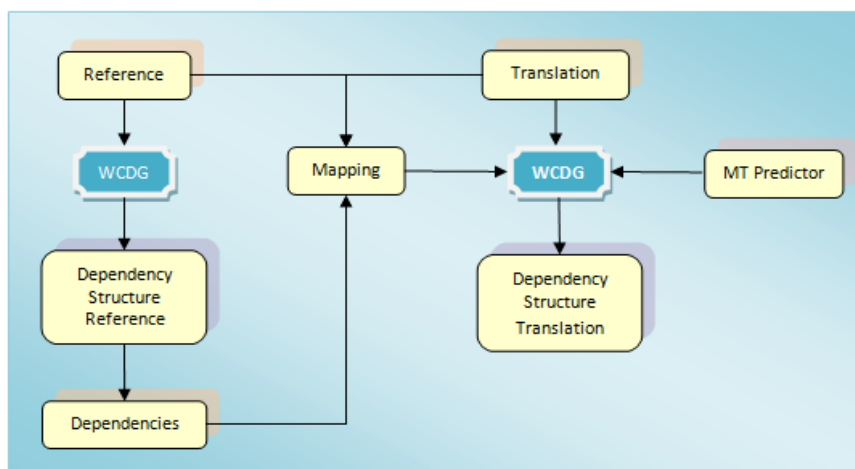 Reference
Translation
WCDG
Mapping
WCDG
MT Predictor
Dependency
Structure
Reference
Dependency
Structure
Translation
Dependencies